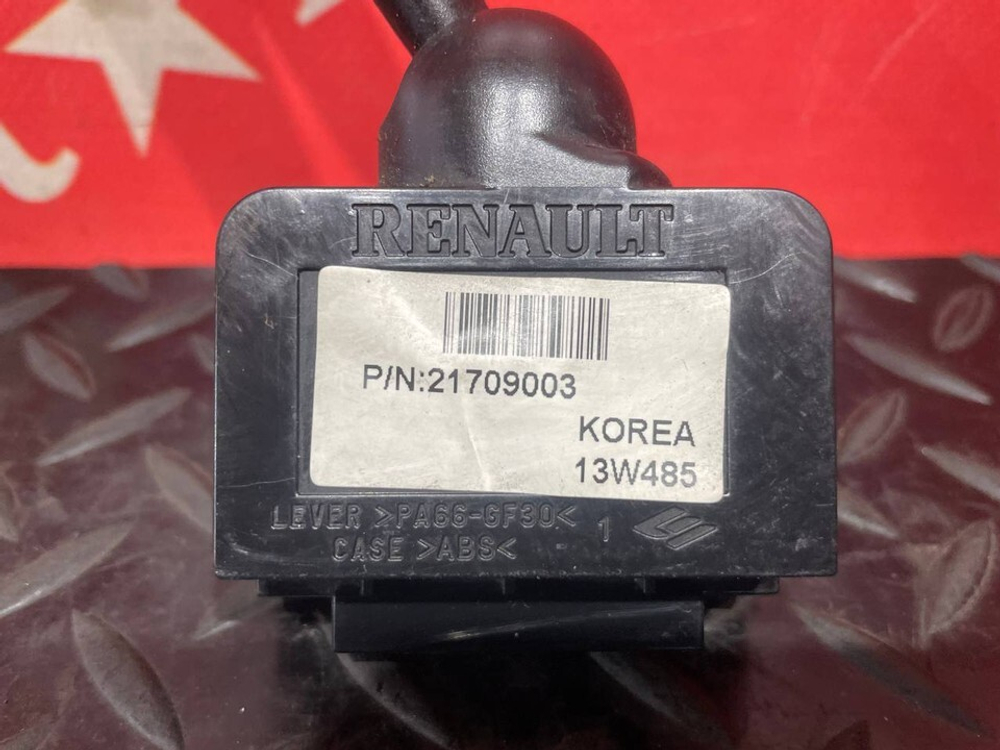 RENAULT
P/N:21709003
KOREA
13W485
LEVER >PA66-GF30<
CASE >ABS<
1